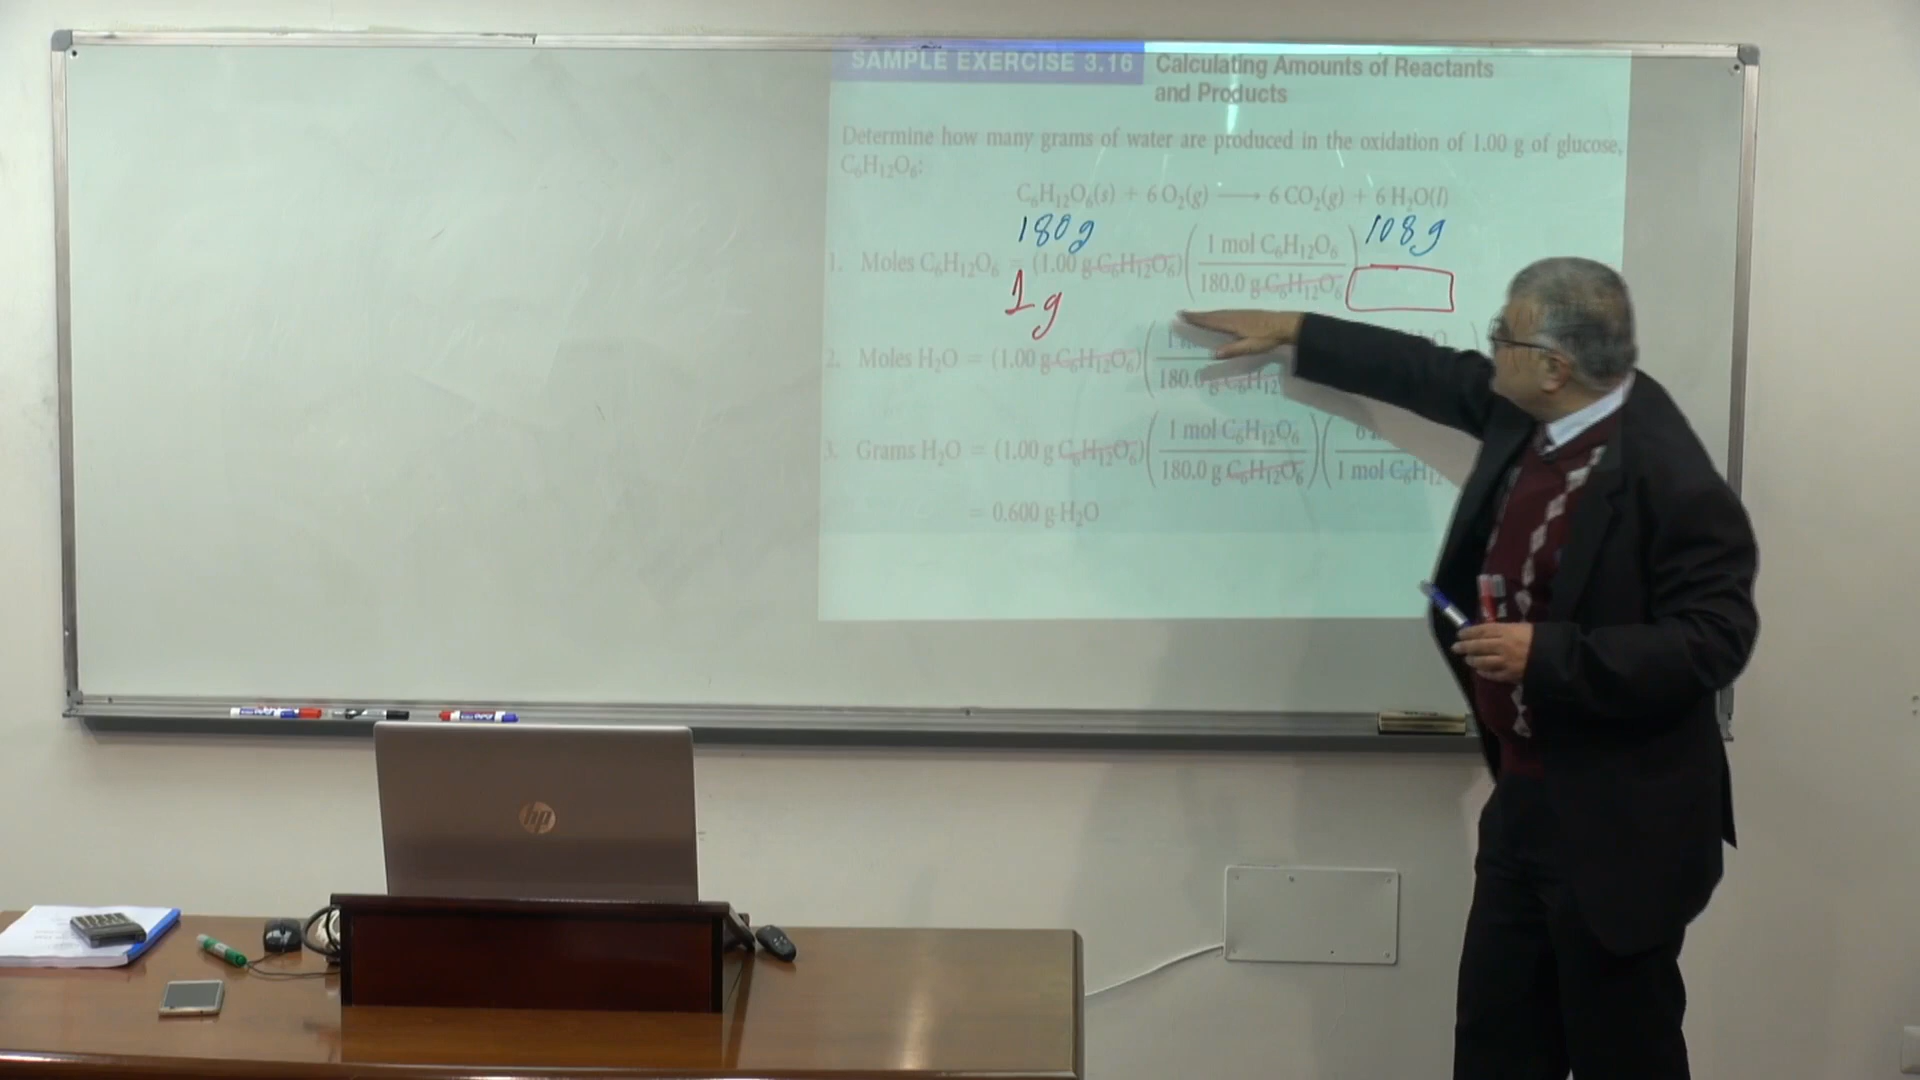 SAMPLE EXERCISE 3.16 Calculating Amounts of Reactants
and Products
Determine how many grams of water are produced in the oxidation of 1.00 g of glucose,
C₆H₁₂O₆:
C₆H₁₂O₆(s) + 6 O₂(g) ⟶ 6 CO₂(g) + 6 H₂O(l)
180g 108g
1. Moles C₆H₁₂O₆ = (1.00 g C₆H₁₂O₆)(1 mol C₆H₁₂O₆ / 180.0 g C₆H₁₂O₆)
1g
2. Moles H₂O = (1.00 g C₆H₁₂O₆)( 180.0 g C₆H₁₂
3. Grams H₂O = (1.00 g C₆H₁₂O₆)(1 mol C₆H₁₂O₆ / 180.0 g C₆H₁₂O₆)(6 / 1 mol C₆H₁₂
= 0.600 g H₂O
hp